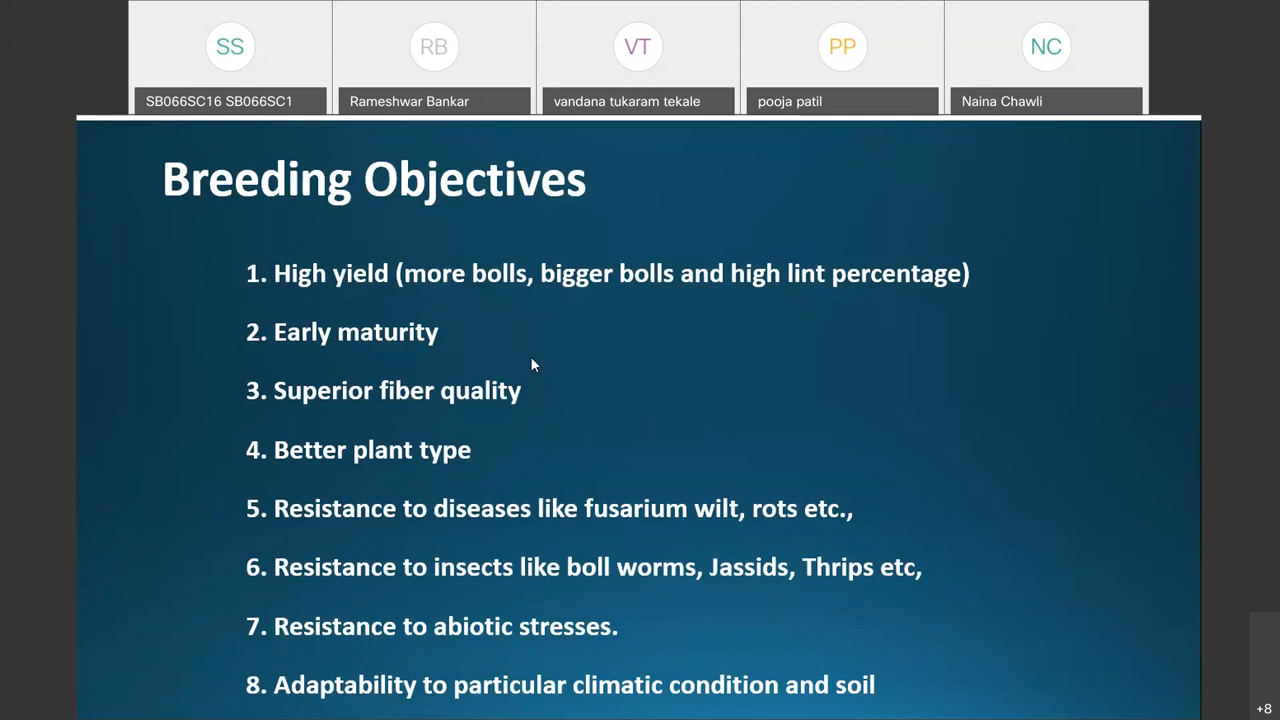 SS
RB
VT
PP
NC
SB066SC16 SB066SC1
Rameshwar Bankar
vandana tukaram tekale
pooja patil
Naina Chawli
Breeding Objectives
1. High yield (more bolls, bigger bolls and high lint percentage)
2. Early maturity
3. Superior fiber quality
4. Better plant type
5. Resistance to diseases like fusarium wilt, rots etc.,
6. Resistance to insects like boll worms, Jassids, Thrips etc,
7. Resistance to abiotic stresses.
8. Adaptability to particular climatic condition and soil
+8